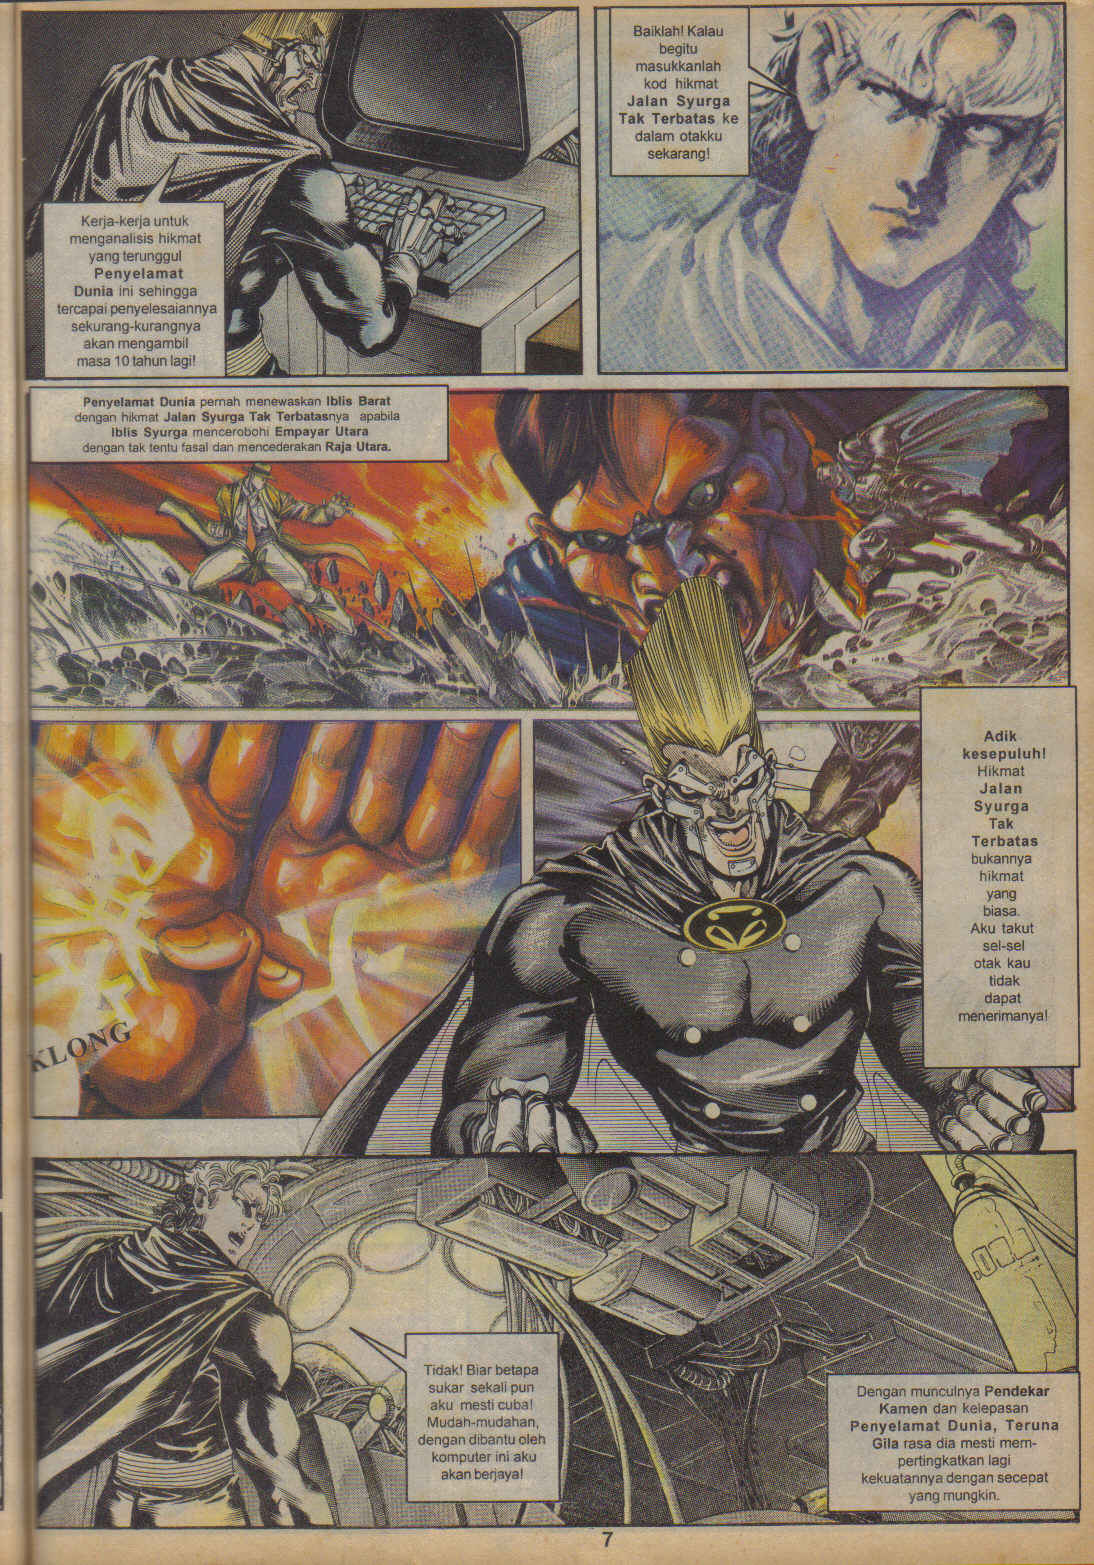 Kerja-kerja untuk
menganalisis hikmat
yang terunggul
Penyelamat
Dunia ini sehingga
tercapai penyelesaiannya
sekurang-kurangnya
akan mengambil
masa 10 tahun lagi!
Baiklah! Kalau
begitu
masukkanlah
kod hikmat
Jalan Syurga
Tak Terbatas ke
dalam otakku
sekarang!
Penyelamat Dunia pernah menewaskan Iblis Barat
dengan hikmat Jalan Syurga Tak Terbatasnya apabila
Iblis Syurga mencerobohi Empayar Utara
dengan tak tentu fasal dan mencederakan Raja Utara.
KLONG
Adik
kesepuluh!
Hikmat
Jalan
Syurga
Tak
Terbatas
bukannya
hikmat
yang
biasa.
Aku takut
sel-sel
otak kau
tidak
dapat
menerimanya!
Tidak! Biar betapa
sukar sekali pun
aku mesti cuba!
Mudah-mudahan,
dengan dibantu oleh
komputer ini aku
akan berjaya!
Dengan munculnya Pendekar
Kamen dan kelepasan
Penyelamat Dunia, Teruna
Gila rasa dia mesti mem-
pertingkatkan lagi
kekuatannya dengan secepat
yang mungkin.
7